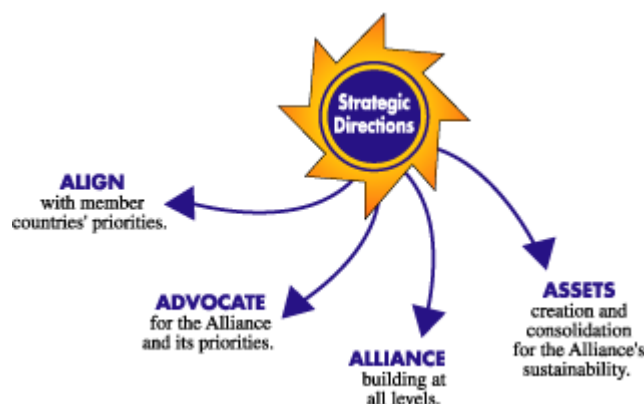 Strategic
Directions
ALIGN
with member
countries' priorities.
ADVOCATE
for the Alliance
and its priorities.
ALLIANCE
building at
all levels.
ASSETS
creation and
consolidation
for the Alliance's
sustainability.